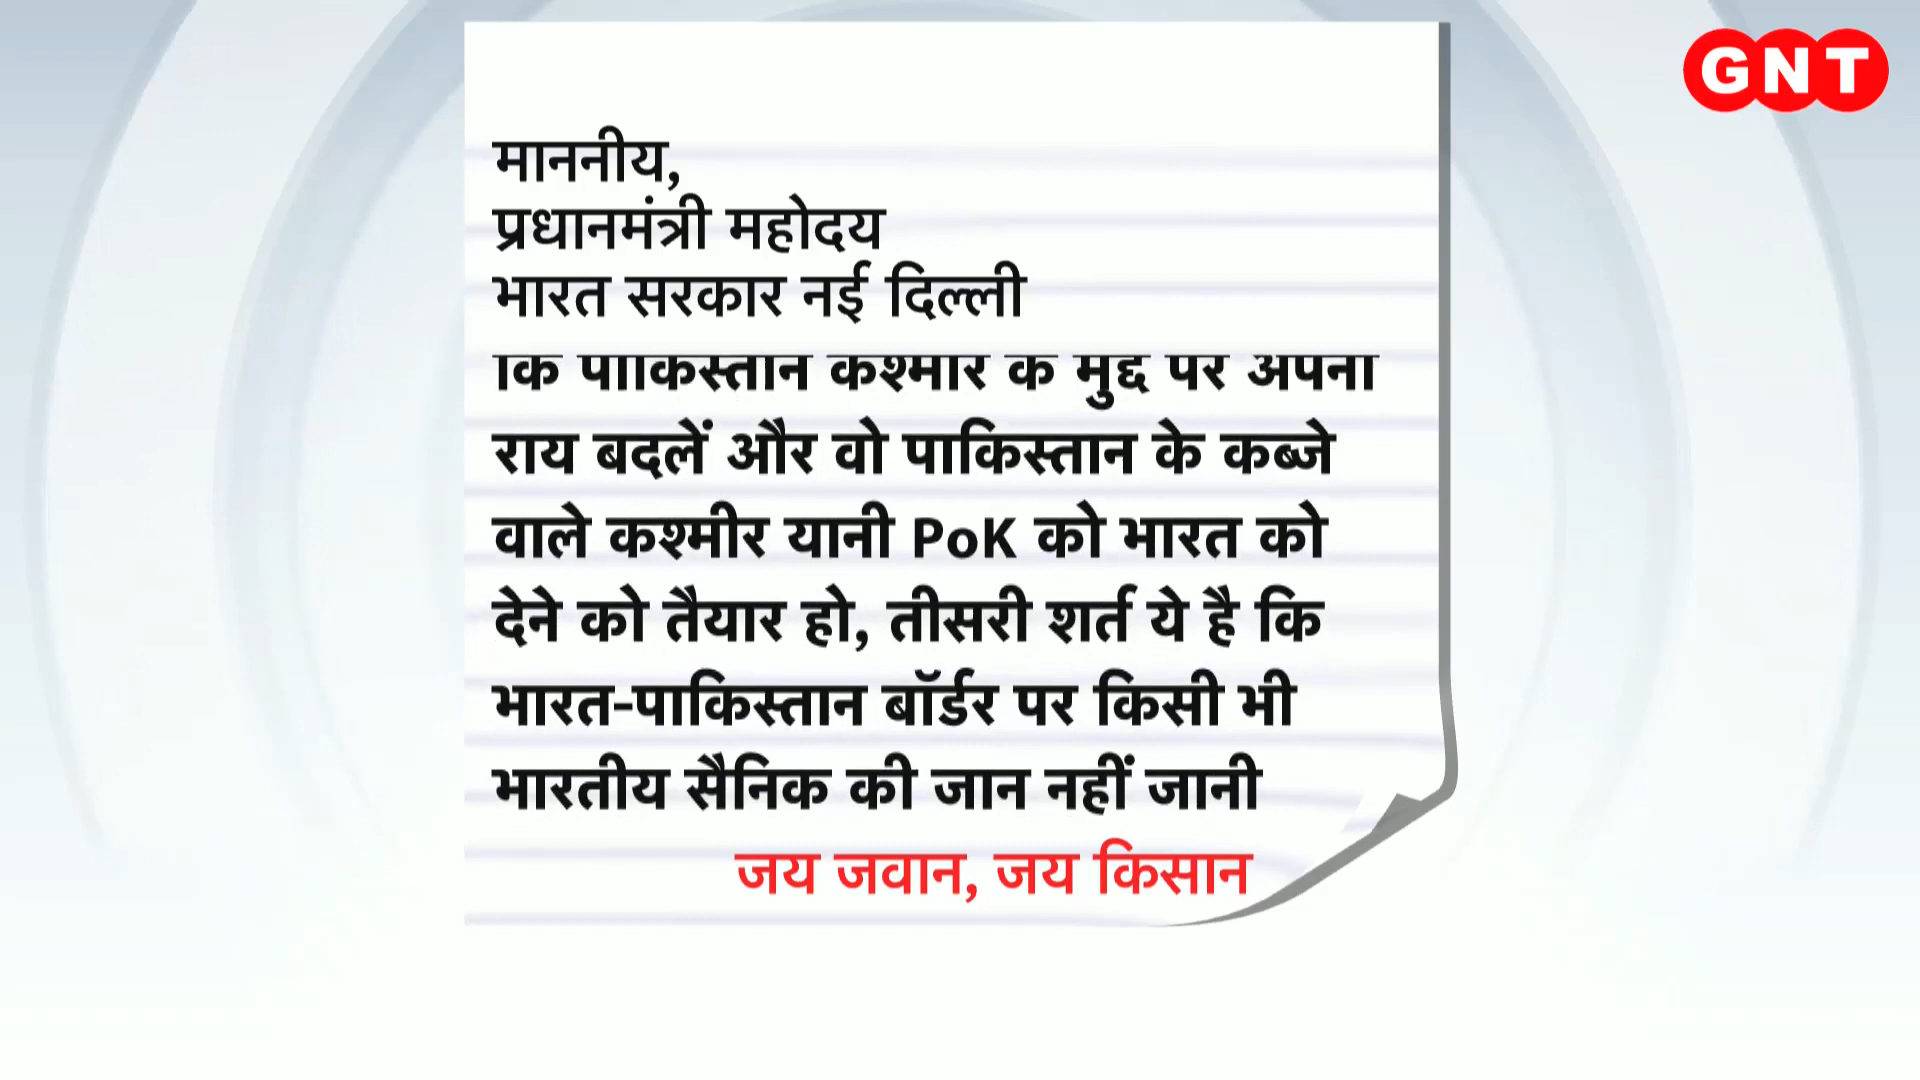 GNT
माननीय,
प्रधानमंत्री महोदय
भारत सरकार नई दिल्ली
कि पाकिस्तान कश्मीर के मुद्दे पर अपनी
राय बदलें और वो पाकिस्तान के कब्जे
वाले कश्मीर यानी PoK को भारत को
देने को तैयार हो, तीसरी शर्त ये है कि
भारत-पाकिस्तान बॉर्डर पर किसी भी
भारतीय सैनिक की जान नहीं जानी
जय जवान, जय किसान